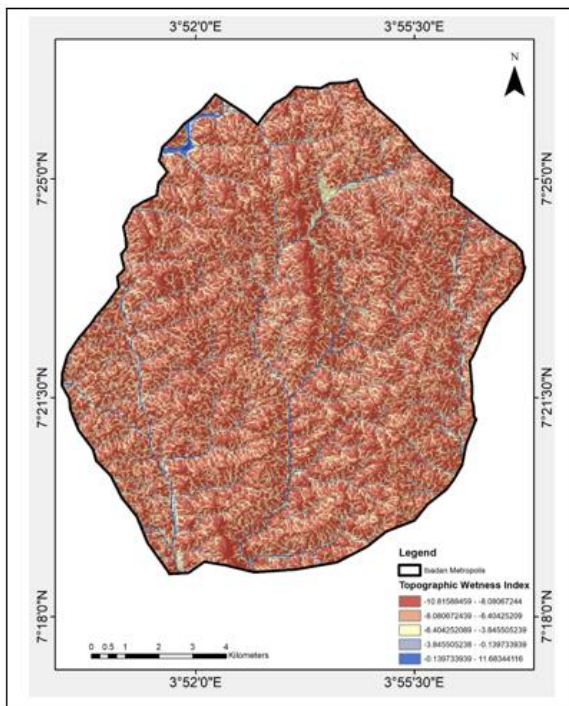 3°52'0"E 3°55'30"E
N
7°25'0"N 7°25'0"N
7°21'30"N 7°21'30"N
Legend
Ibadan Metropolis
Topographic Wetness Index
-10.81588459 - -8.08067244
-8.080672439 - -6.40425209
-6.404252089 - -3.845505239
-3.845505238 - -0.139733939
-0.139733939 - 11.68344116
7°18'0"N 7°18'0"N
0 0.5 1 2 3 4
Kilometers
3°52'0"E 3°55'30"E